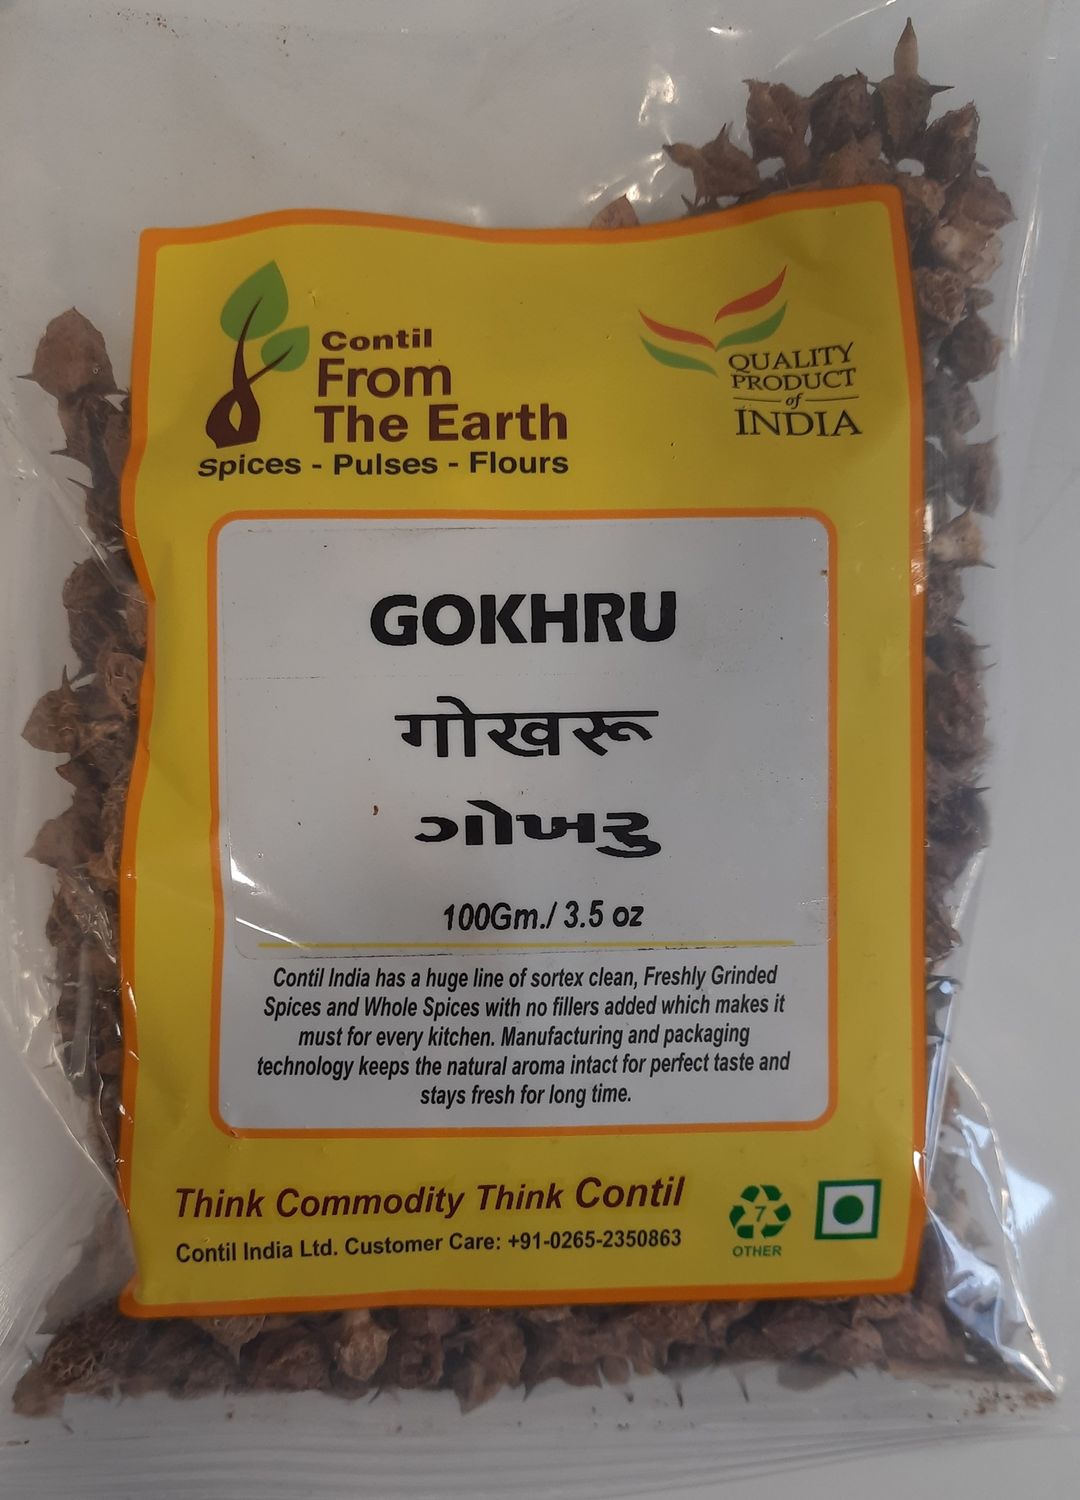 Contil
From
The Earth
Spices - Pulses - Flours
QUALITY
PRODUCT
of
INDIA
GOKHRU
गोखरू
ગોખરુ
100Gm./ 3.5 oz
Contil India has a huge line of sortex clean, Freshly Grinded
Spices and Whole Spices with no fillers added which makes it
must for every kitchen. Manufacturing and packaging
technology keeps the natural aroma intact for perfect taste and
stays fresh for long time.
Think Commodity Think Contil
Contil India Ltd. Customer Care: +91-0265-2350863
7
OTHER